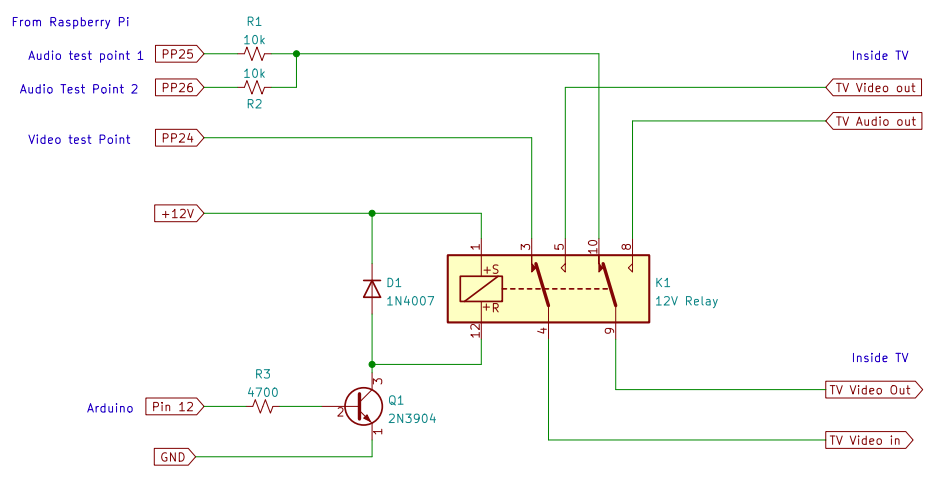 From Raspberry Pi
R1
10k
Audio test point 1
PP25
Inside TV
10k
Audio Test Point 2
PP26
R2
TV Video out
TV Audio out
Video test Point
PP24
+12V
1
3
5
10
8
+S
D1
1N4007
K1
12V Relay
+R
12
4
9
Inside TV
R3
4700
3
TV Video Out
Arduino
Pin 12
2
Q1
2N3904
1
TV Video in
GND